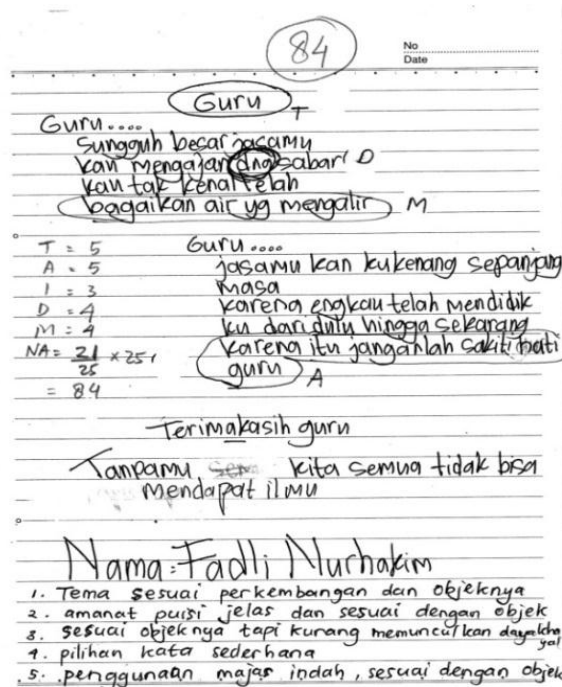 84
No
Date
Guru T
Guru....
Sungguh besar jasamu
Kau mengajar dng sabar D
Kau tak kenal lelah
bagaikan air yg mengalir M
Guru....
jasamu kan kukenang sepanjang
masa
karena engkau telah mendidik
ku dari dulu hingga sekarang
karena itu janganlah sakiti hati
guru A
T = 5
A = 5
I = 3
D = 4
M = 4
NA = 21/25 × 25
= 84
Terimakasih guru
Tanpamu kita semua tidak bisa
mendapat ilmu
Nama: Fadli Nurhakim
1. Tema sesuai perkembangan dan objeknya
2. amanat puisi jelas dan sesuai dengan objek
3. sesuai objeknya tapi kurang memunculkan dayakhayal
4. pilihan kata sederhana
5. penggunaan majas indah, sesuai dengan objek